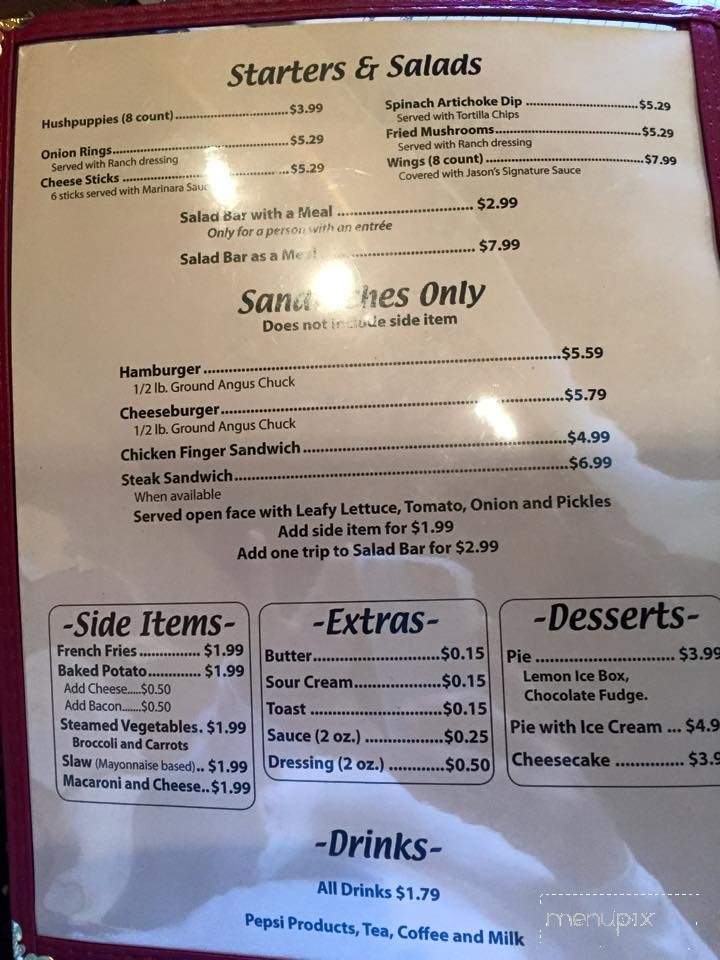 Starters & Salads
Hushpuppies (8 count) ............................ $3.99
Onion Rings............................................ $5.29
Served with Ranch dressing
Cheese Sticks ........................ ....$5.29
6 sticks served with Marinara
Spinach Artichoke Dip ............................ $5.29
Served with Tortilla Chips
Fried Mushrooms.................................... $5.29
Served with Ranch dressing
Wings (8 count) ...................................... $7.99
Covered with Jason's Signature Sauce
Salad Bar with a Meal ................................ $2.99
Only for a person with an entrée
Salad Bar as a ................................ $7.99
Only
Does not include side item
Hamburger ........................................................................ $5.59
1/2 lb. Ground Angus Chuck
Cheeseburger..................................................................... $5.79
1/2 lb. Ground Angus Chuck
Chicken Finger Sandwich ..................................................... $4.99
Steak Sandwich.................................................................. $6.99
When available
Served open face with Leafy Lettuce, Tomato, Onion and Pickles
Add side item for $1.99
Add one trip to Salad Bar for $2.99
-Side Items-
French Fries ............... $1.99
Baked Potato............. $1.99
Add Cheese.....$0.50
Add Bacon.......$0.50
Steamed Vegetables. $1.99
Broccoli and Carrots
Slaw (Mayonnaise based).. $1.99
Macaroni and Cheese.. $1.99
-Extras-
Butter............................ $0.15
Sour Cream.................. $0.15
Toast ............................ $0.15
Sauce (2 oz.) ................. $0.25
Dressing (2 oz.) ........... $0.50
-Desserts-
Pie .............................. $3.99
Lemon Ice Box,
Chocolate Fudge.
Pie with Ice Cream ...
Cheesecake ..............
-Drinks-
All Drinks $1.79
Pepsi Products, Tea, Coffee and Milk
menupix